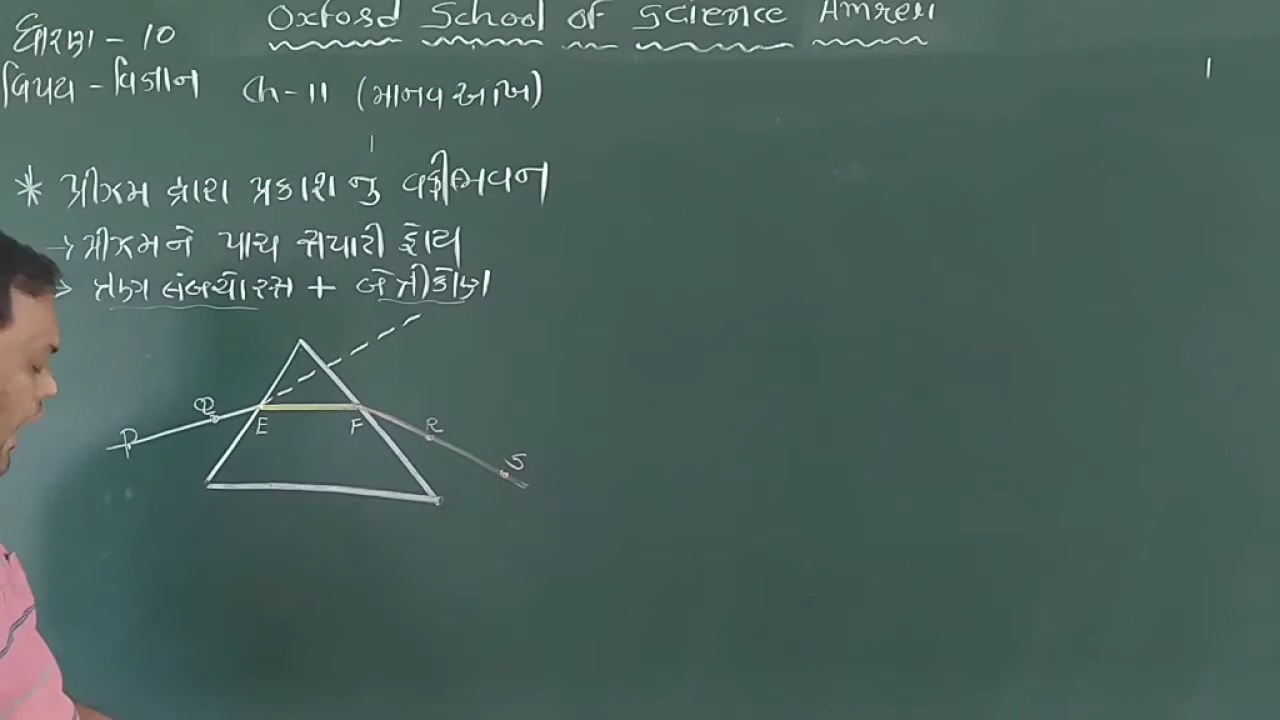 Oxford School of Science Amreli
ધોરણ - 10
વિષય - વિજ્ઞાન
Ch - 11 (માનવ આંખ)
* પ્રીઝમ દ્વારા પ્રકાશ નુ વક્રીભવન
→ પ્રીઝમને પાચ સપાટી હોય
→ ત્રણ લંબચોરસ + બે ત્રીકોણ
P
Q
E
F
R
S